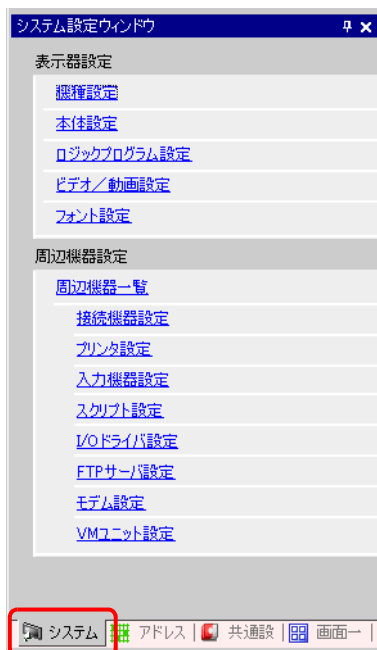 システム設定ウィンドウ
表示器設定
機種設定
本体設定
ロジックプログラム設定
ビデオ／動画設定
フォント設定
周辺機器設定
周辺機器一覧
接続機器設定
プリンタ設定
入力機器設定
スクリプト設定
I/Oドライバ設定
FTPサーバ設定
モデム設定
VMユニット設定
システム アドレス 共通設 画面一